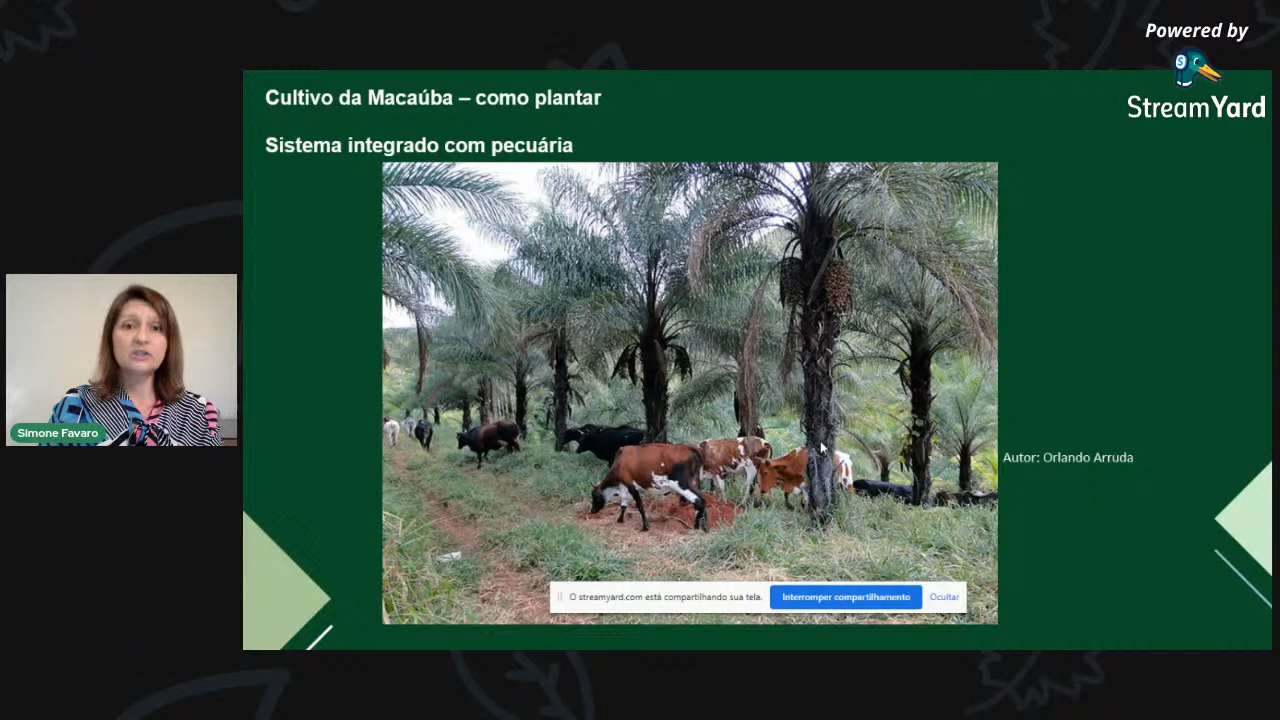 Powered by
StreamYard
Cultivo da Macaúba – como plantar
Sistema integrado com pecuária
Simone Favaro
Autor: Orlando Arruda
O streamyard.com está compartilhando sua tela.
Interromper compartilhamento
Ocultar